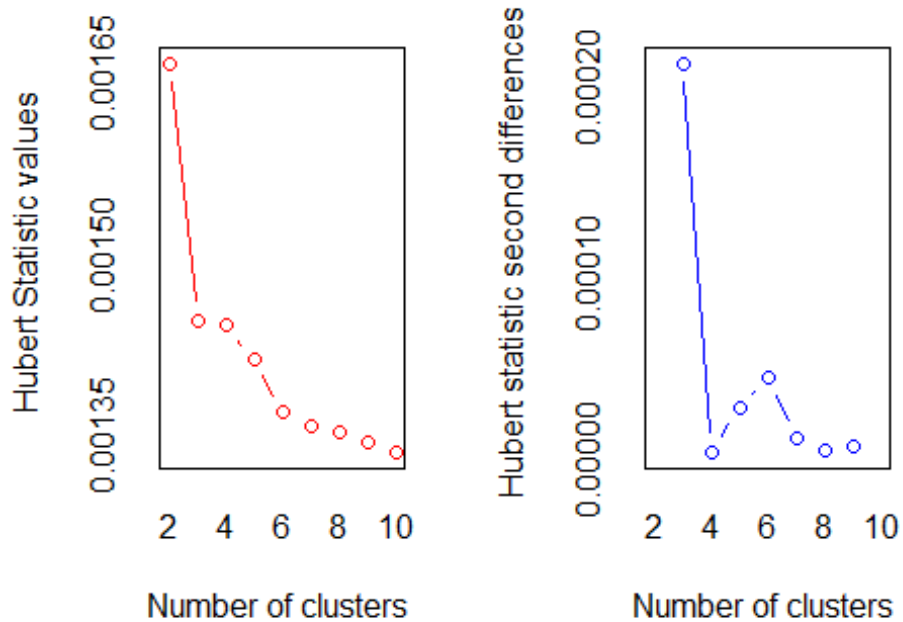 Hubert Statistic values
0.00165
0.00150
0.00135
2 4 6 8 10
Number of clusters
Hubert statistic second differences
0.00020
0.00010
0.00000
2 4 6 8 10
Number of clusters